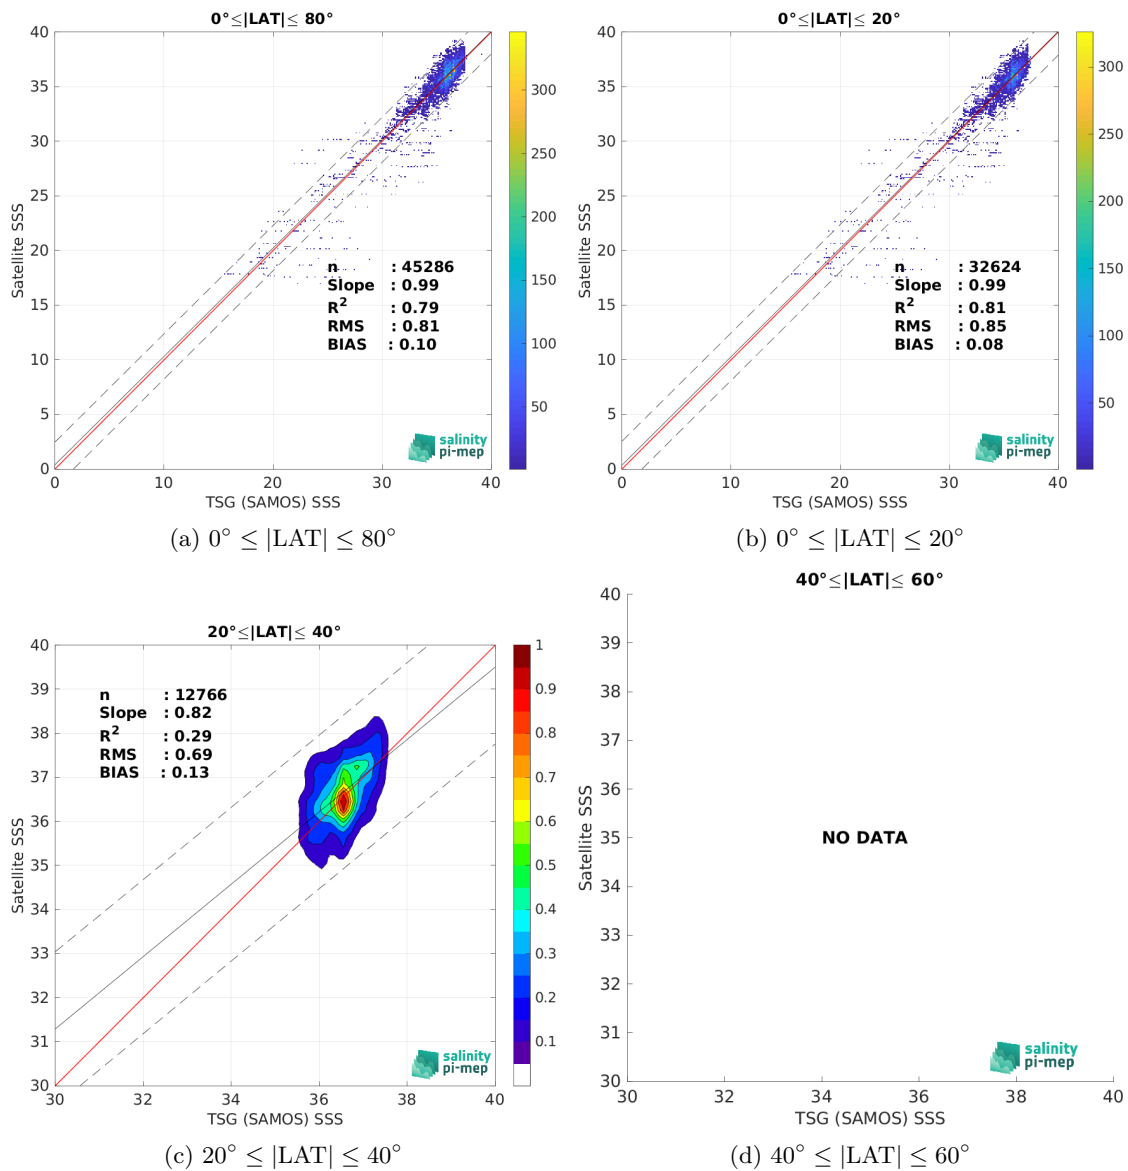 0°≤|LAT|≤ 80°
40
35
30
25
20
15
10
5
0
Satellite SSS
n : 45286
Slope : 0.99
R2 : 0.79
RMS : 0.81
BIAS : 0.10
salinity
pi-mep
0 10 20 30 40
TSG (SAMOS) SSS
300
250
200
150
100
50
(a) 0° ≤ |LAT| ≤ 80°
0°≤|LAT|≤ 20°
40
35
30
25
20
15
10
5
0
Satellite SSS
n : 32624
Slope : 0.99
R2 : 0.81
RMS : 0.85
BIAS : 0.08
salinity
pi-mep
0 10 20 30 40
TSG (SAMOS) SSS
300
250
200
150
100
50
(b) 0° ≤ |LAT| ≤ 20°
20°≤|LAT|≤ 40°
40
39
38
37
36
35
34
33
32
31
30
Satellite SSS
n : 12766
Slope : 0.82
R2 : 0.29
RMS : 0.69
BIAS : 0.13
salinity
pi-mep
30 32 34 36 38 40
TSG (SAMOS) SSS
1
0.9
0.8
0.7
0.6
0.5
0.4
0.3
0.2
0.1
(c) 20° ≤ |LAT| ≤ 40°
40°≤|LAT|≤ 60°
40
39
38
37
36
35
34
33
32
31
30
Satellite SSS
NO DATA
salinity
pi-mep
30 32 34 36 38 40
TSG (SAMOS) SSS
(d) 40° ≤ |LAT| ≤ 60°